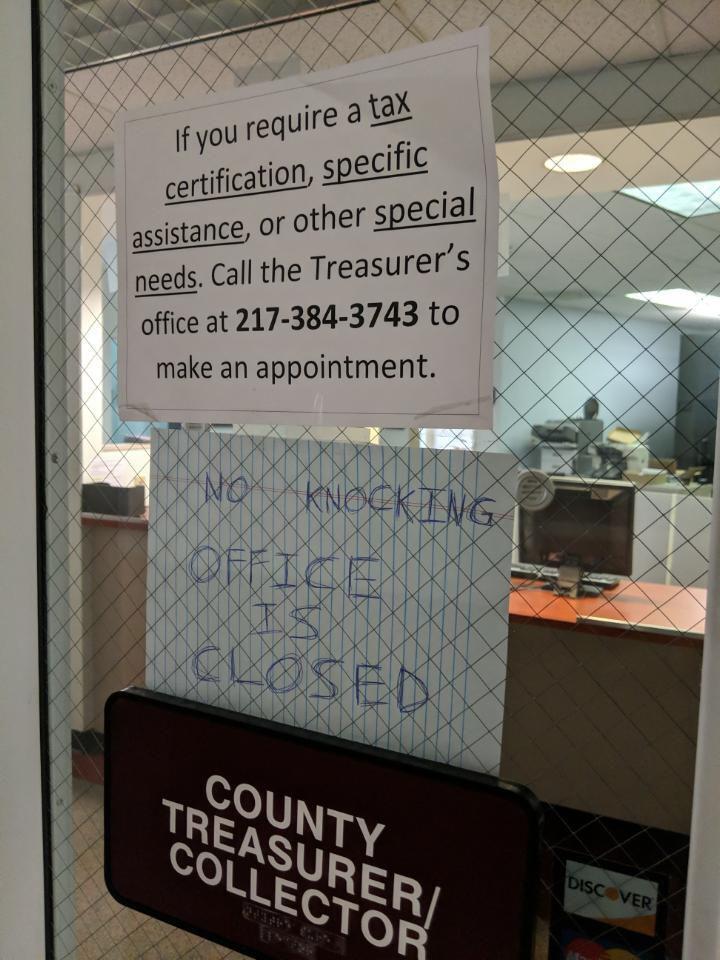 If you require a tax
certification, specific
assistance, or other special
needs. Call the Treasurer's
office at 217-384-3743 to
make an appointment.
NO KNOCKING
OFFICE
IS
CLOSED
COUNTY
TREASURER/
COLLECTOR
DISCOVER